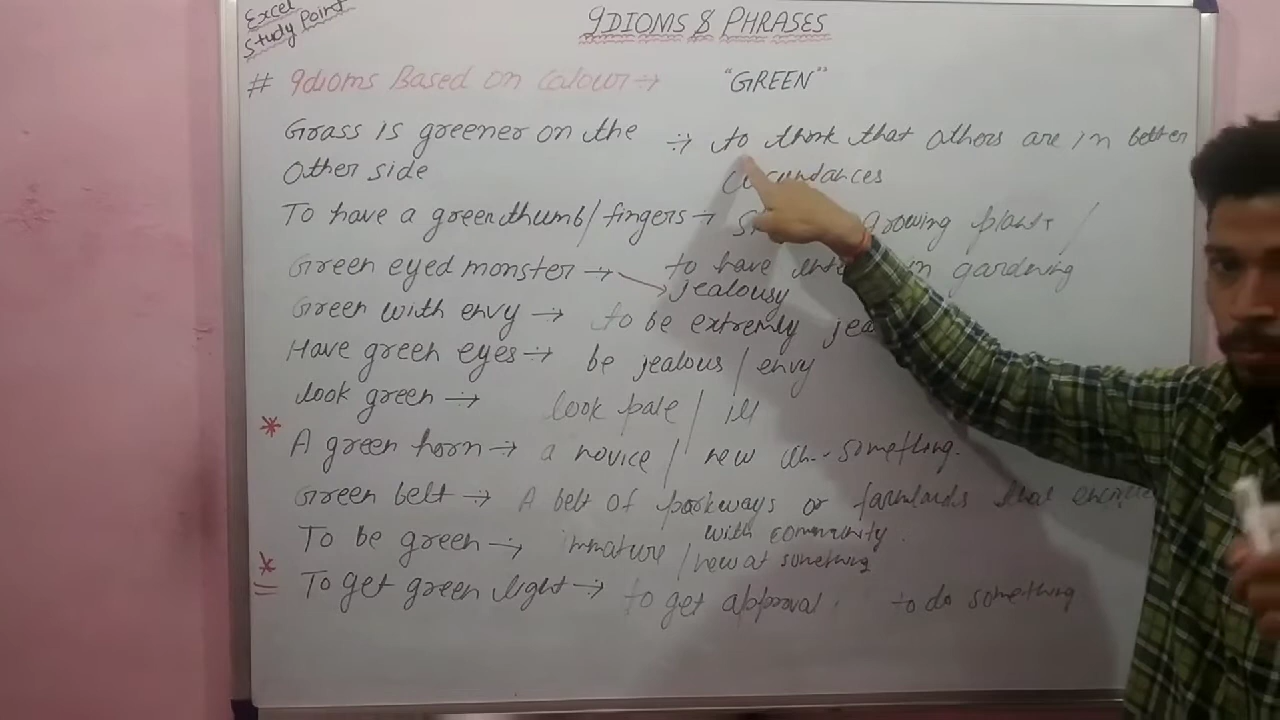 Excel
Study Point
IDIOMS & PHRASES
# Idioms Based on Colour → "GREEN"
Grass is greener on the → to think that others are in better
other side
To have a green thumb / fingers → growing plants /
Green eyed monster → to have in gardening
jealousy
Green with envy → to be extremly
Have green eyes → be jealous / envy
look green → look pale / ill
* A green horn → a novice / new something.
Green belt → A belt of parkways or farmlands that
with community.
To be green → immature / new at something
* To get green light → to get approval. to do something